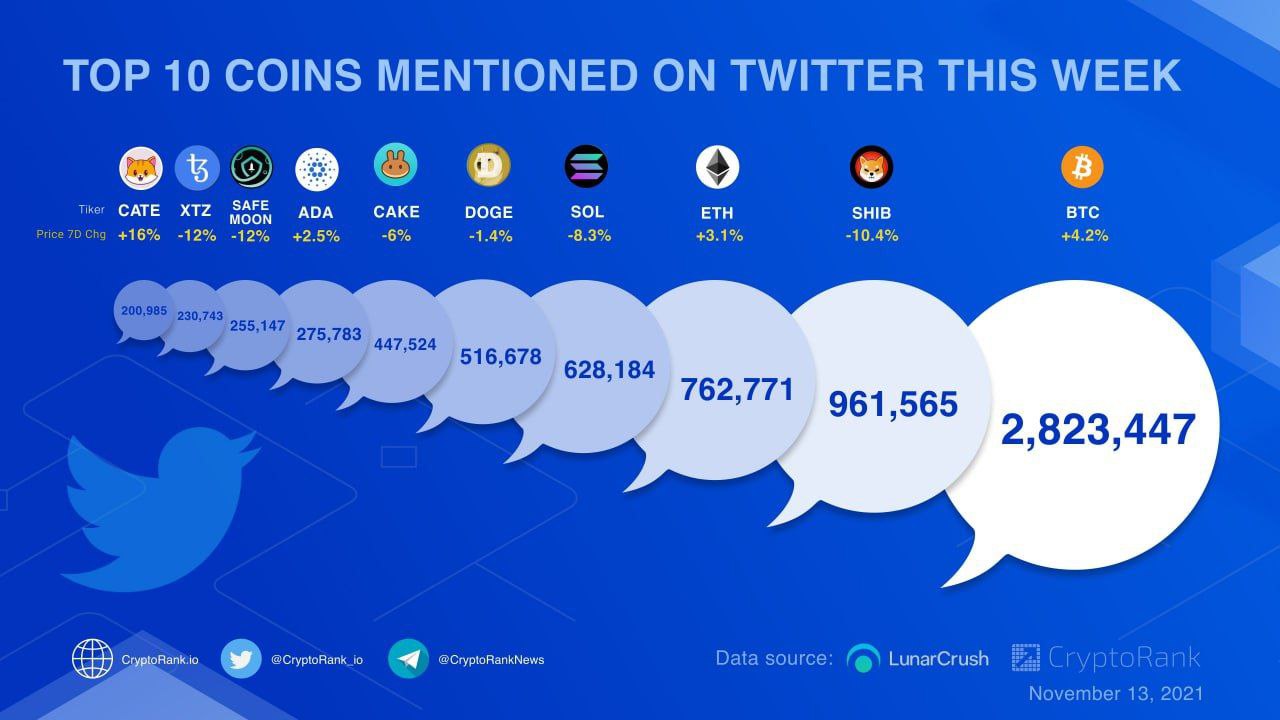 TOP 10 COINS MENTIONED ON TWITTER THIS WEEK
Tiker CATE XTZ SAFE MOON ADA CAKE DOGE SOL ETH SHIB BTC
Price 7D Chg +16% -12% -12% +2.5% -6% -1.4% -8.3% +3.1% -10.4% +4.2%
200,985 230,743 255,147 275,783 447,524 516,678 628,184 762,771 961,565 2,823,447
CryptoRank.io @CryptoRank_io @CryptoRankNews Data source: LunarCrush CryptoRank
November 13, 2021